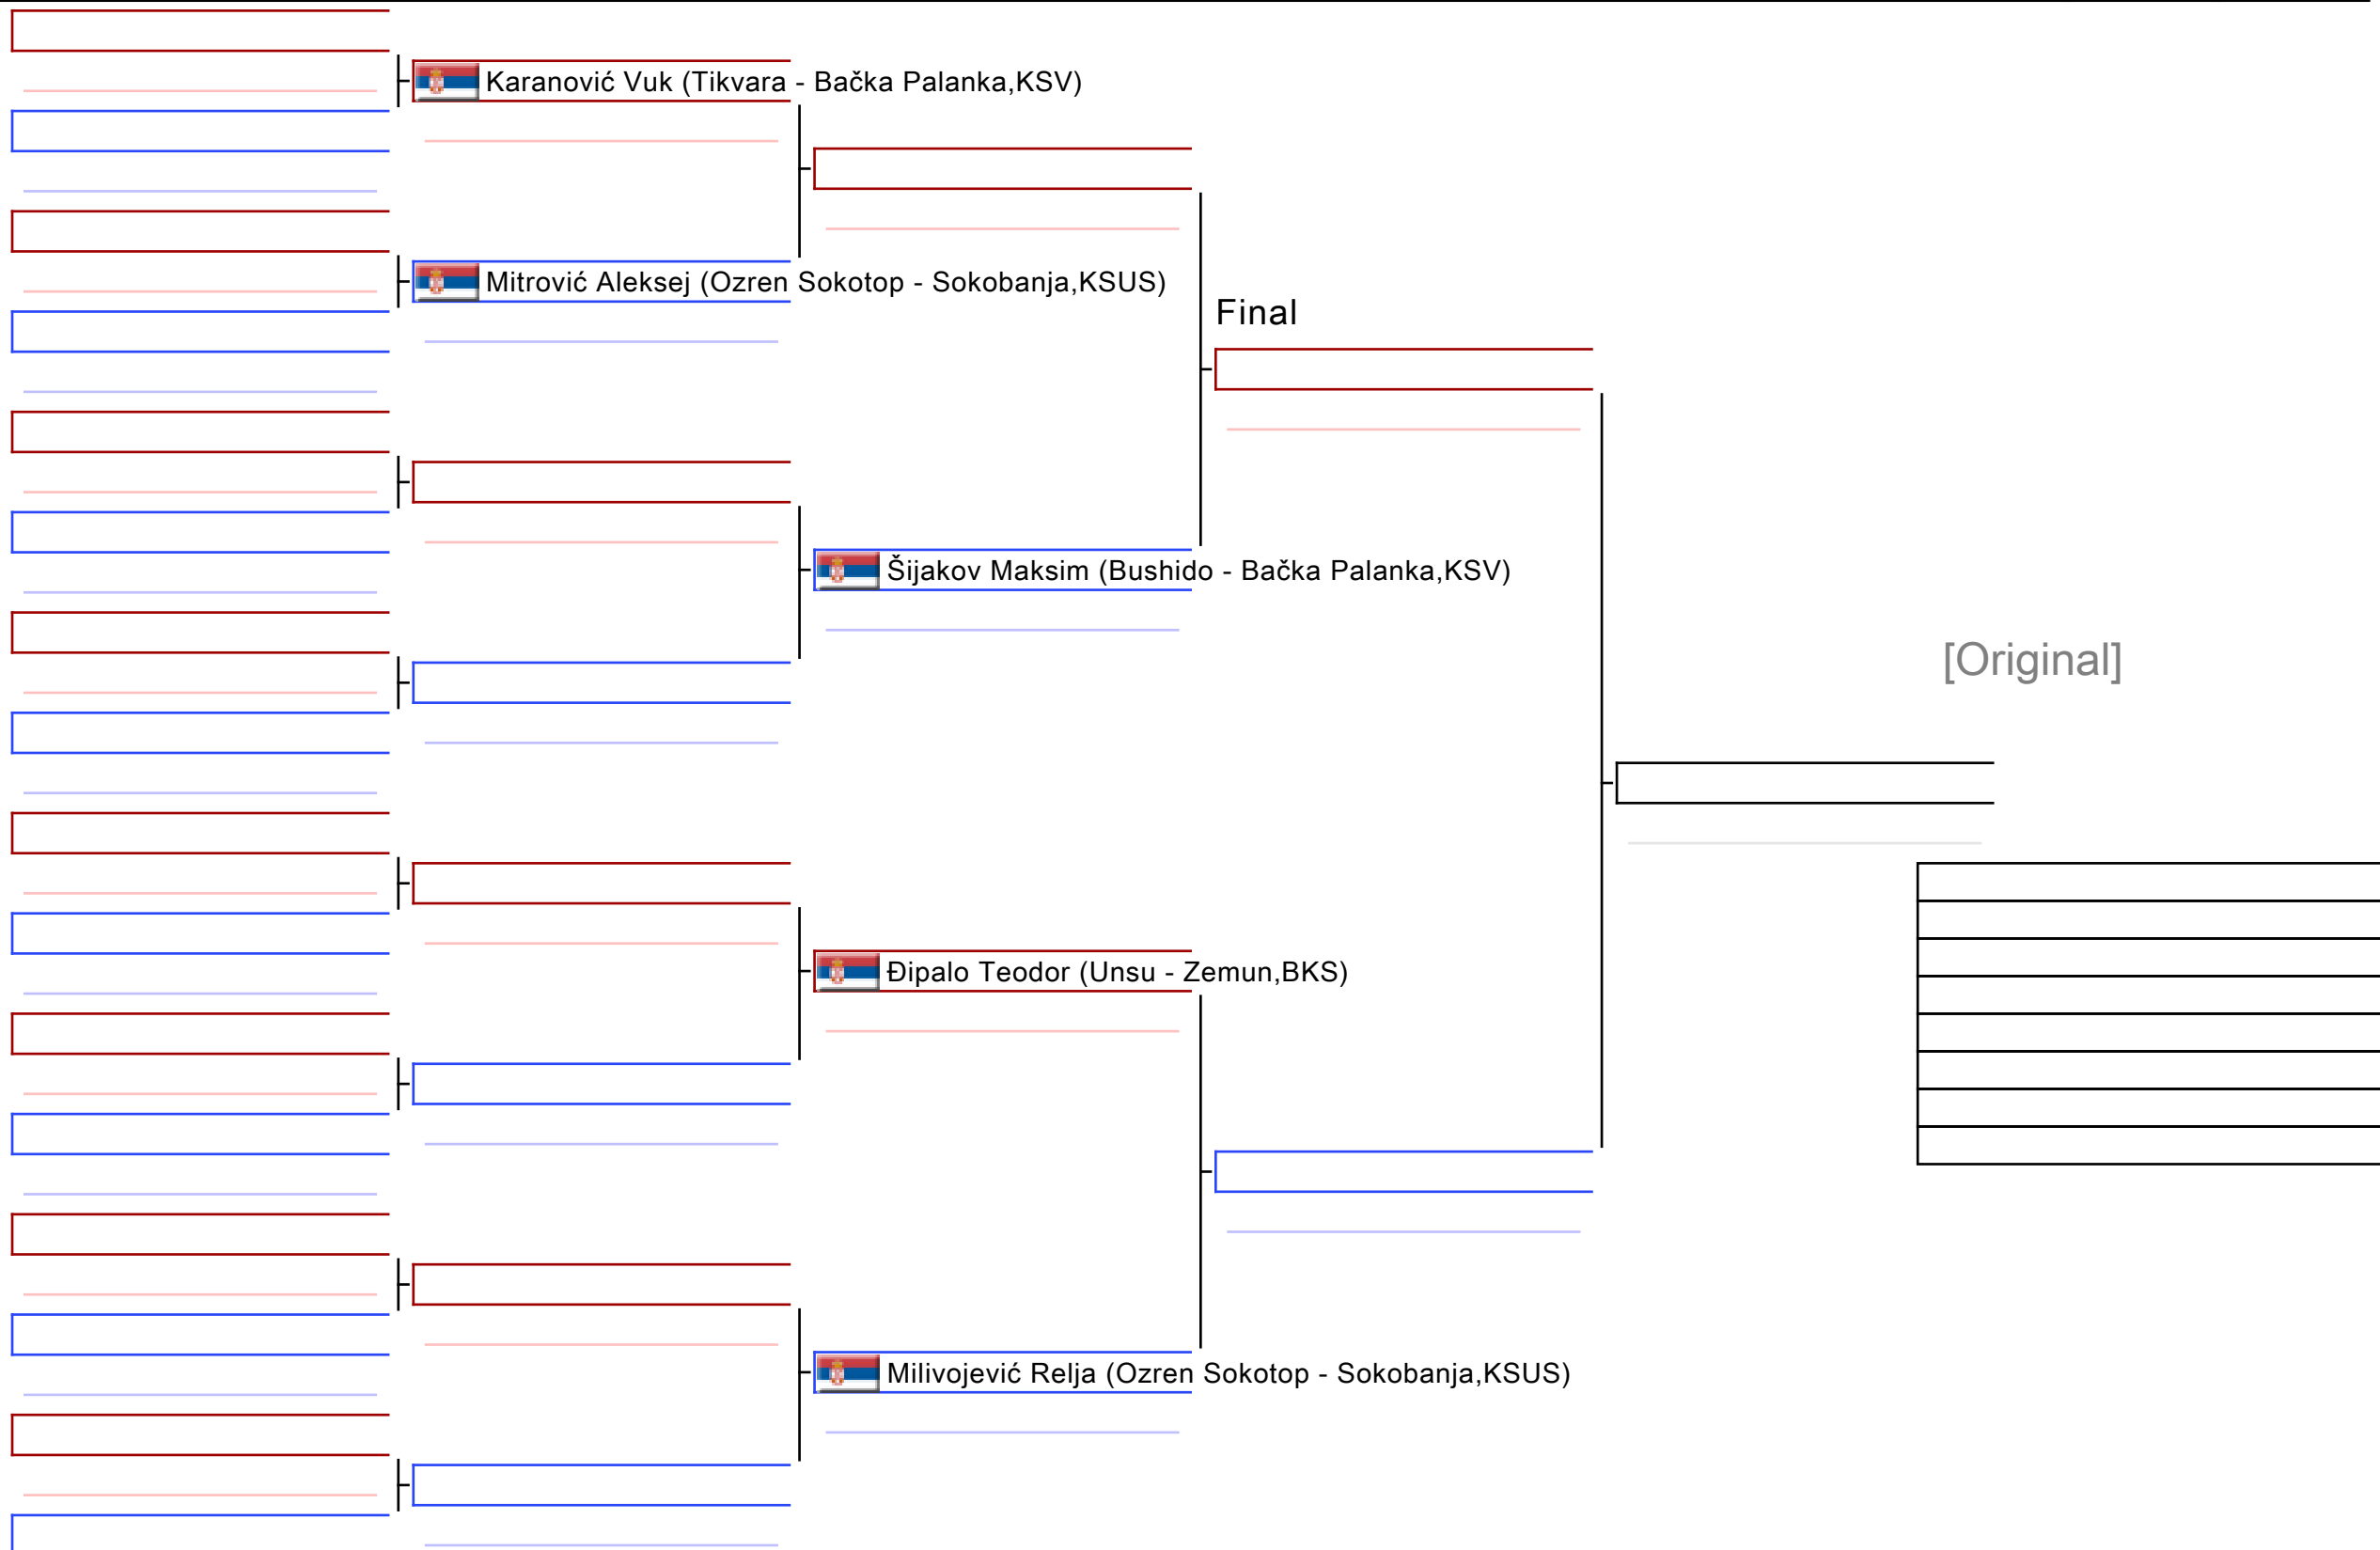 Karanović Vuk (Tikvara - Bačka Palanka,KSV)
Mitrović Aleksej (Ozren Sokotop - Sokobanja,KSUS)
Final
Šijakov Maksim (Bushido - Bačka Palanka,KSV)
[Original]
Đipalo Teodor (Unsu - Zemun,BKS)
Milivojević Relja (Ozren Sokotop - Sokobanja,KSUS)